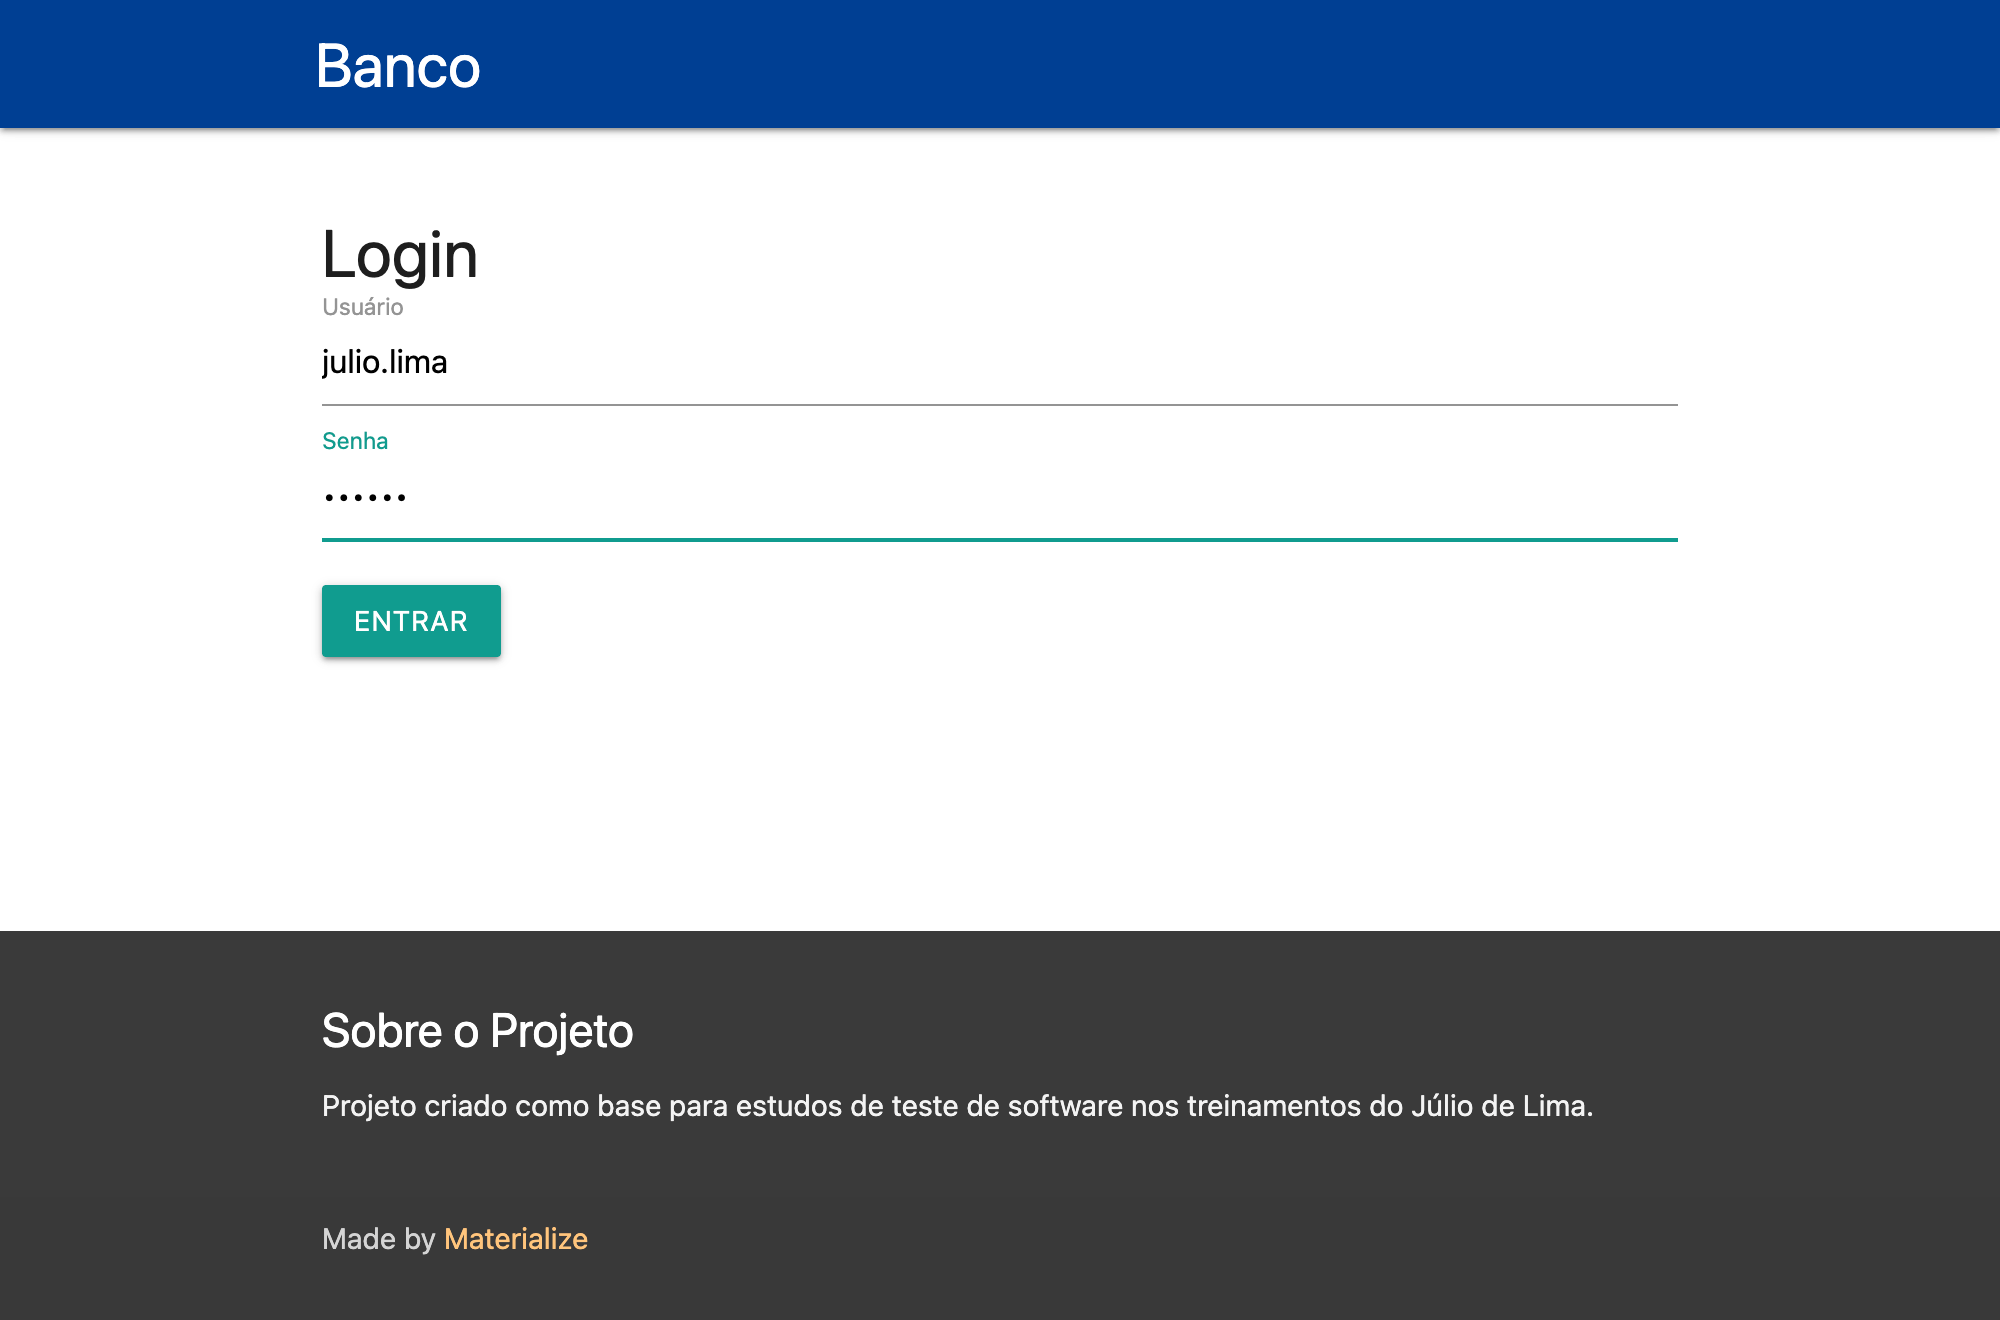 Banco
Login
Usuário
julio.lima
Senha
••••••
ENTRAR
Sobre o Projeto
Projeto criado como base para estudos de teste de software nos treinamentos do Júlio de Lima.
Made by Materialize